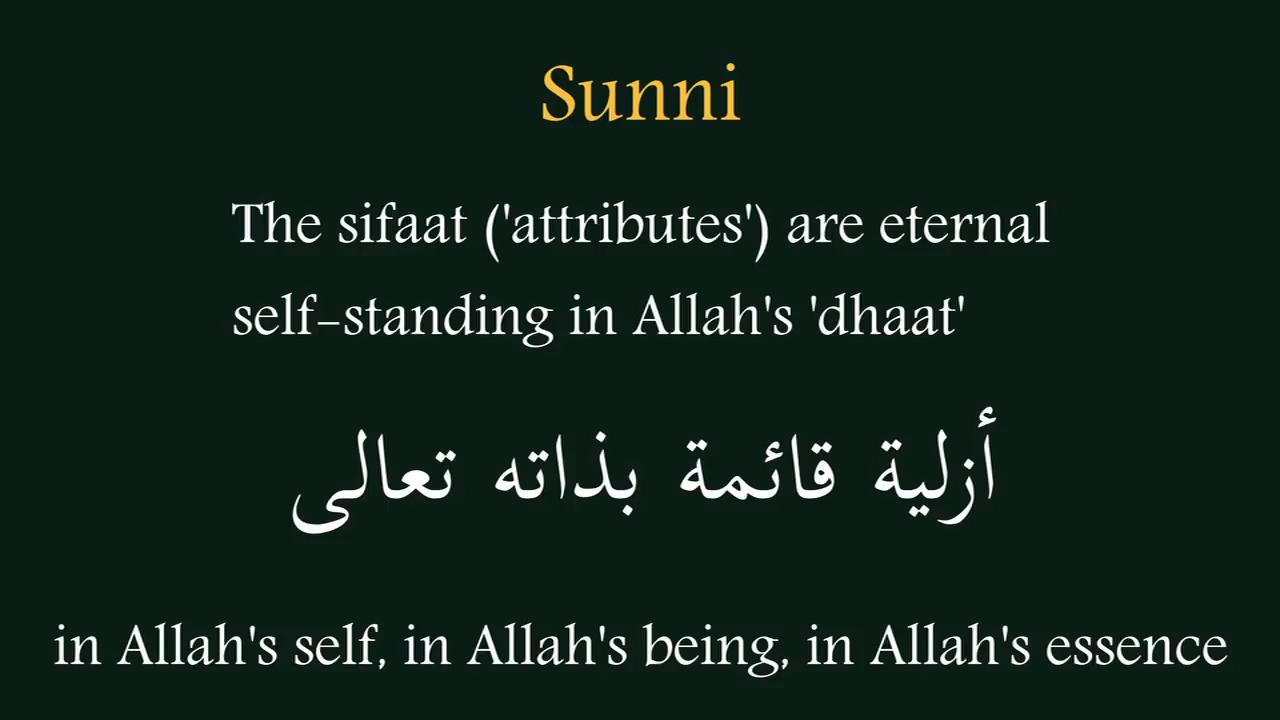 Sunni
The sifaat ('attributes') are eternal
self-standing in Allah's 'dhaat'
أزلية قائمة بذاته تعالى
in Allah's self, in Allah's being, in Allah's essence